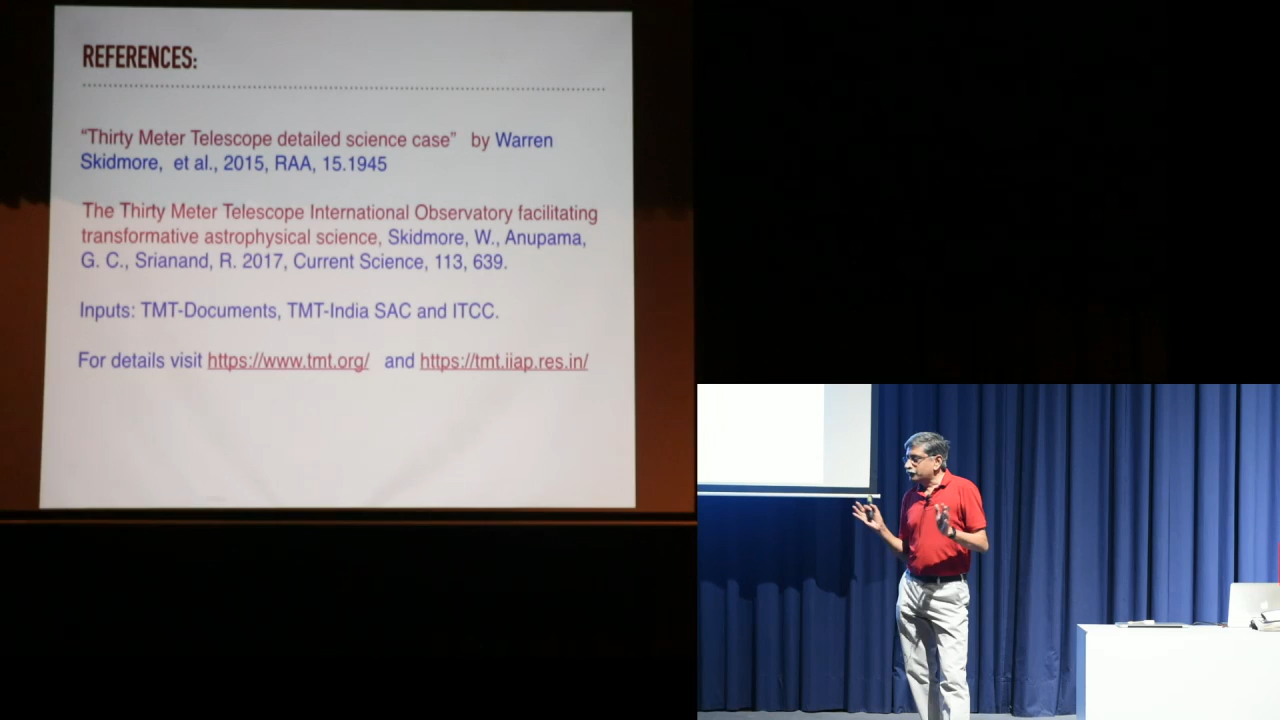 REFERENCES:
“Thirty Meter Telescope detailed science case” by Warren
Skidmore, et al., 2015, RAA, 15.1945
The Thirty Meter Telescope International Observatory facilitating
transformative astrophysical science, Skidmore, W., Anupama,
G. C., Srianand, R. 2017, Current Science, 113, 639.
Inputs: TMT-Documents, TMT-India SAC and ITCC.
For details visit https://www.tmt.org/ and https://tmt.iiap.res.in/